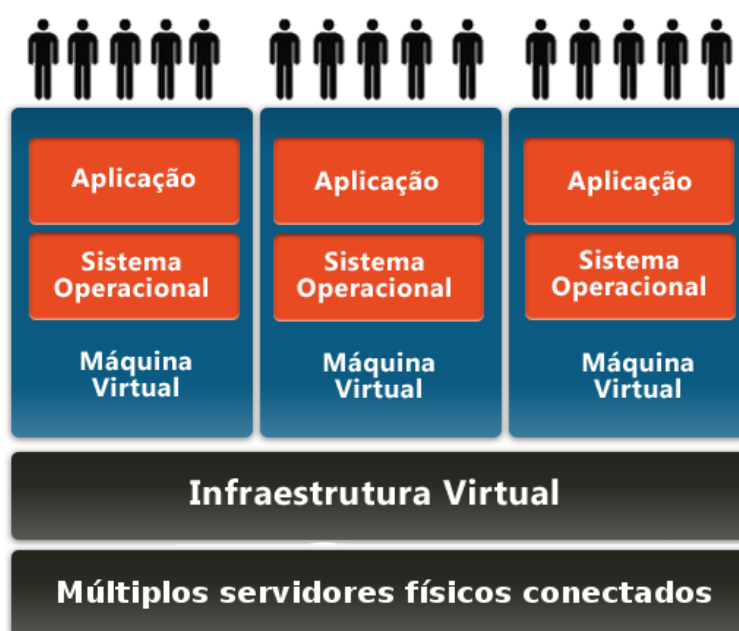 Aplicação
Sistema
Operacional
Máquina
Virtual
Aplicação
Sistema
Operacional
Máquina
Virtual
Aplicação
Sistema
Operacional
Máquina
Virtual
Infraestrutura Virtual
Múltiplos servidores físicos conectados